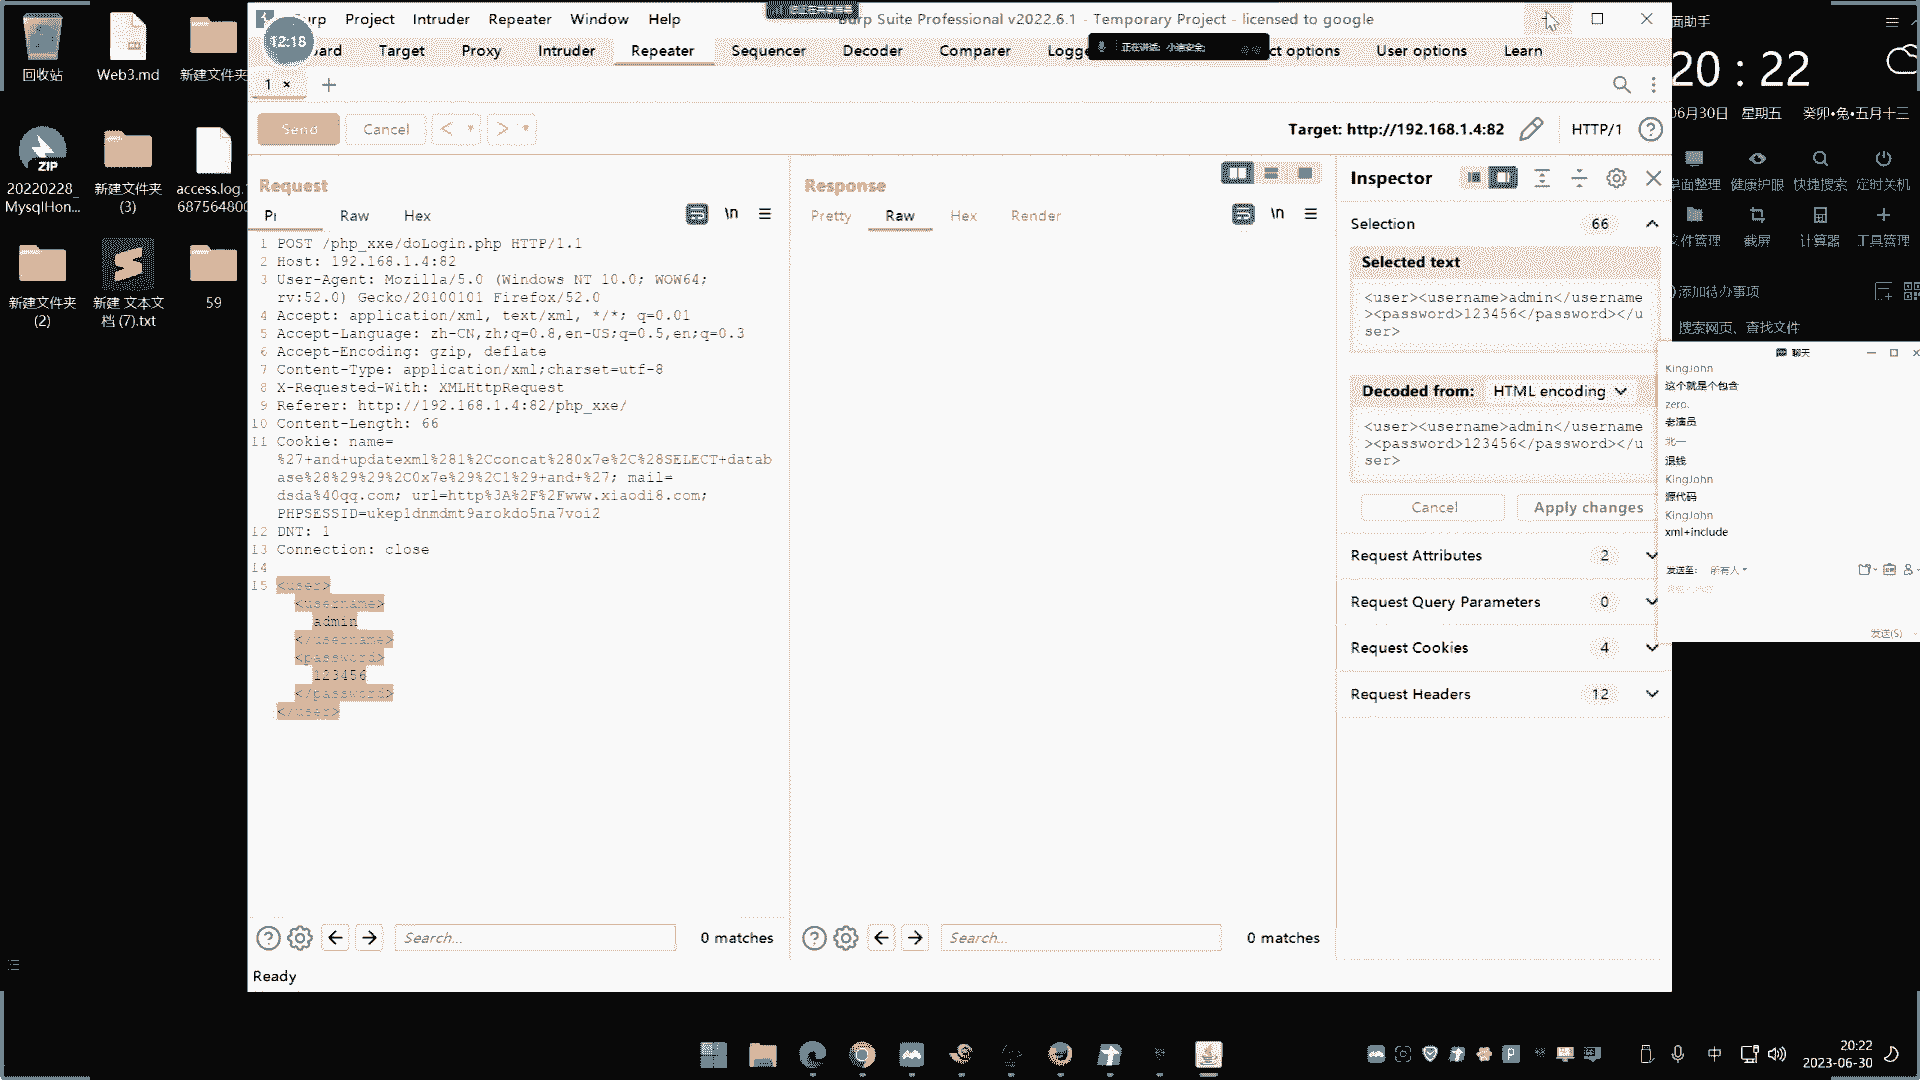 Burp Project Intruder Repeater Window Help
Burp Suite Professional v2022.6.1 - Temporary Project - licensed to google
12:18
Target Proxy Intruder Repeater Sequencer Decoder Comparer User options Learn
正在讲话: 小迪安全;
1 × +
Send Cancel < >
Target: http://192.168.1.4:82 HTTP/1
Request
Raw Hex
\n
1 POST /php_xxe/doLogin.php HTTP/1.1
2 Host: 192.168.1.4:82
3 User-Agent: Mozilla/5.0 (Windows NT 10.0; WOW64;
rv:52.0) Gecko/20100101 Firefox/52.0
4 Accept: application/xml, text/xml, */*; q=0.01
5 Accept-Language: zh-CN,zh;q=0.8,en-US;q=0.5,en;q=0.3
6 Accept-Encoding: gzip, deflate
7 Content-Type: application/xml;charset=utf-8
8 X-Requested-With: XMLHttpRequest
9 Referer: http://192.168.1.4:82/php_xxe/
10 Content-Length: 66
11 Cookie: name=
%27+and+updatexml%281%2Cconcat%280x7e%2C%28SELECT+datab
ase%28%29%29%2C0x7e%29%2C1%29+and+%27; mail=
dsda%40qq.com; url=http%3A%2F%2Fwww.xiaodi8.com;
PHPSESSID=ukep1dnmdmt9arokdo5na7voi2
12 DNT: 1
13 Connection: close
14
15 <user>
<username>
admin
</username>
<password>
123456
</password>
</user>
Search...
0 matches
Response
Pretty Raw Hex Render
\n
Search...
0 matches
Inspector
Selection 66
Selected text
<user><username>admin</username
><password>123456</password></u
ser>
Decoded from: HTML encoding
<user><username>admin</username
><password>123456</password></u
ser>
Cancel Apply changes
Request Attributes 2
Request Query Parameters 0
Request Cookies 4
Request Headers 12
Ready
回收站
Web3.md
新建文件夹
ZIP
20220228_
MysqlHon...
新建文件夹
(3)
access.log.
68756480
新建文件夹
(2)
新建 文本文
档 (7).txt
59
面助手
20 : 22
06月30日 星期五 癸卯•兔•五月十三
桌面整理 健康护眼 快捷搜索 定时关机
文件管理 截屏 计算器 工具管理
添加待办事项
搜索网页、查找文件
聊天
KingJohn
这个就是个包含
zero.
老演员
北一
退钱
KingJohn
源代码
KingJohn
xml+include
发送至: 所有人
发送(S)
中
20:22
2023-06-30